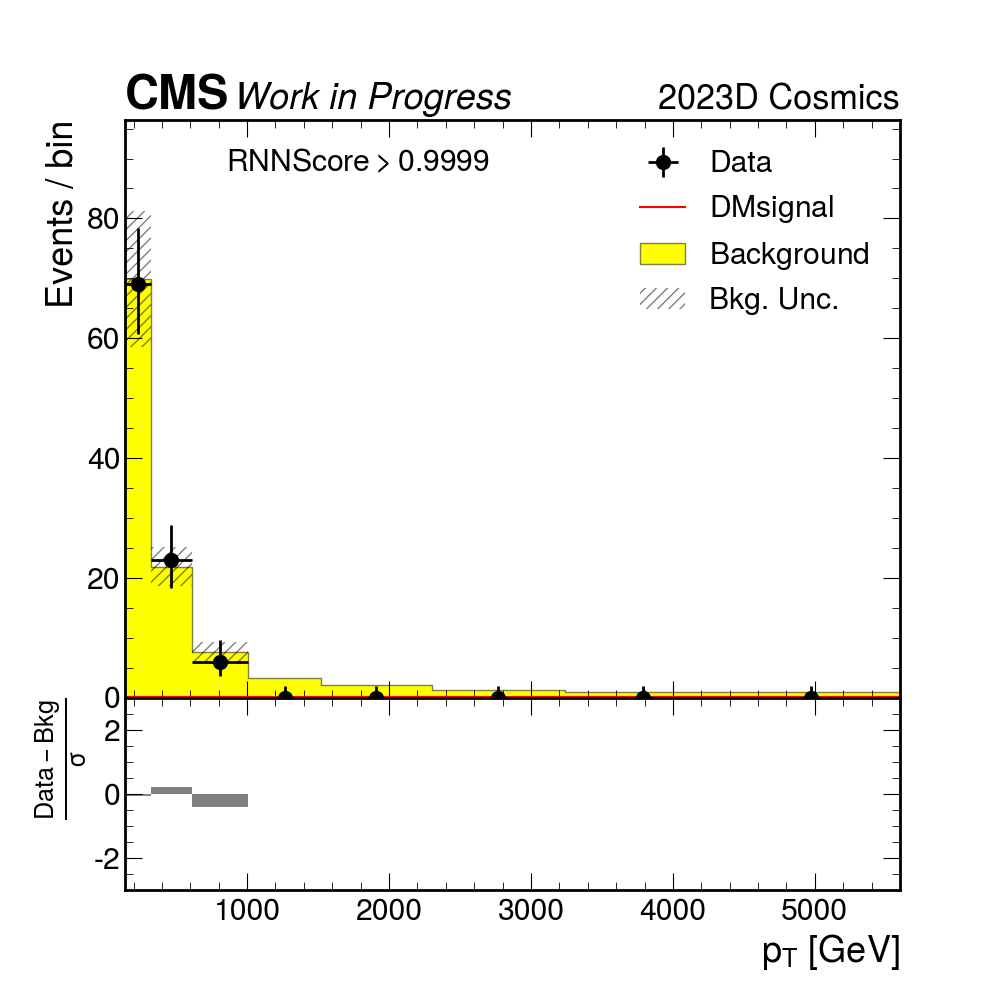 CMS Work in Progress 2023D Cosmics
Events / bin
RNNScore > 0.9999
Data
DMsignal
Background
Bkg. Unc.
80
60
40
20
0
Data – Bkg
σ
2
0
-2
1000 2000 3000 4000 5000
pT [GeV]